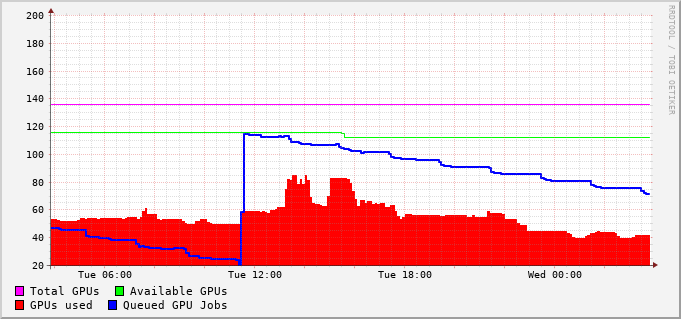 200
180
160
140
120
100
80
60
40
20
Tue 06:00 Tue 12:00 Tue 18:00 Wed 00:00
Total GPUs Available GPUs
GPUs used Queued GPU Jobs
RRDTOOL / TOBI OETIKER